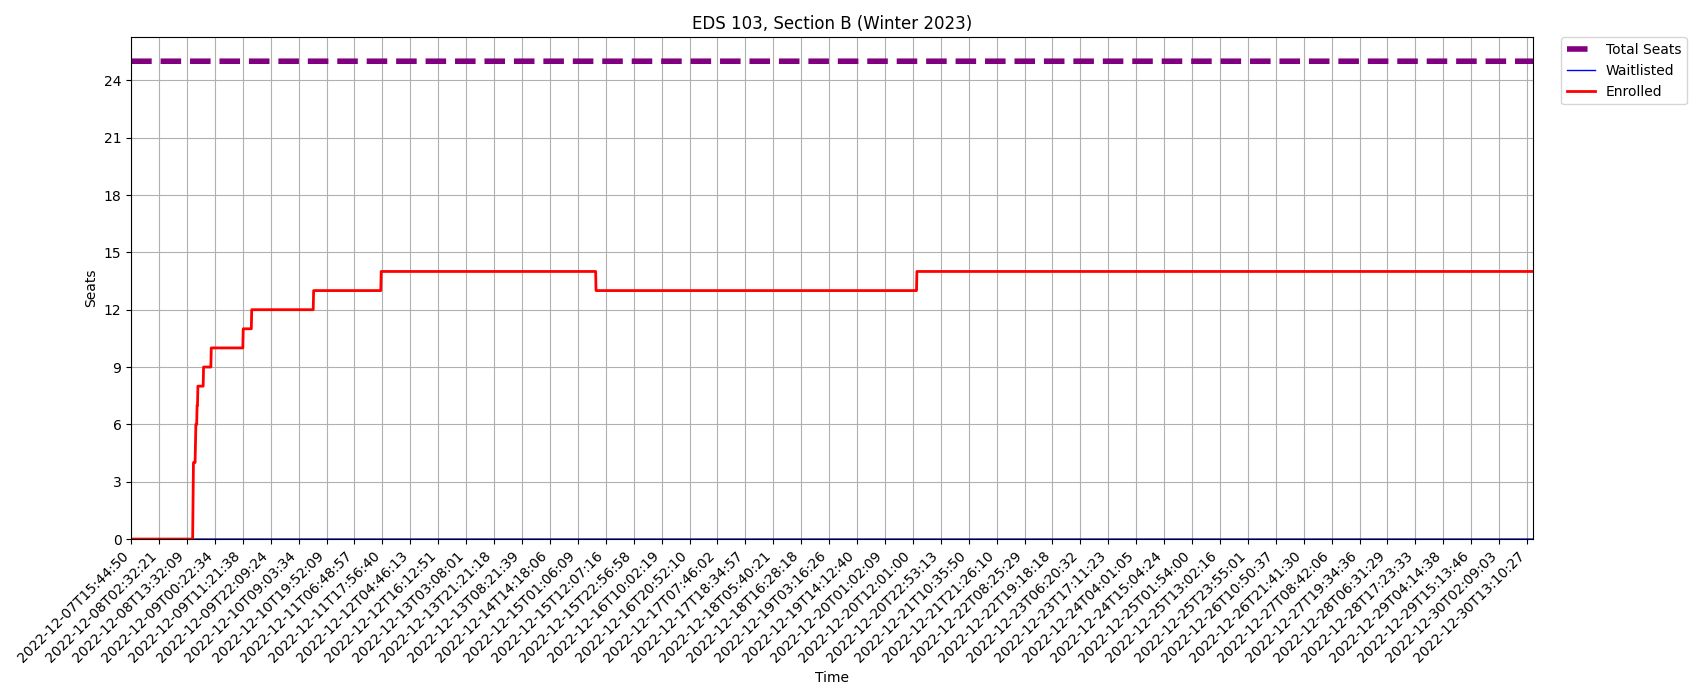 EDS 103, Section B (Winter 2023)
Total Seats
Waitlisted
Enrolled
24
21
18
15
12
9
6
3
0
Seats
2022-12-07T15:44:50
2022-12-08T02:32:21
2022-12-08T13:32:09
2022-12-09T00:22:34
2022-12-09T11:21:38
2022-12-09T22:09:24
2022-12-10T09:03:34
2022-12-10T19:52:09
2022-12-11T06:48:57
2022-12-11T17:56:40
2022-12-12T04:46:13
2022-12-12T16:12:51
2022-12-13T03:08:01
2022-12-13T21:21:18
2022-12-13T08:21:39
2022-12-14T14:18:06
2022-12-15T01:06:09
2022-12-15T12:07:16
2022-12-15T22:56:58
2022-12-16T10:02:19
2022-12-16T20:52:10
2022-12-17T07:46:02
2022-12-17T18:34:57
2022-12-18T05:40:21
2022-12-18T16:28:18
2022-12-19T03:16:26
2022-12-19T14:12:40
2022-12-20T01:02:09
2022-12-20T12:01:00
2022-12-20T22:53:13
2022-12-21T10:35:50
2022-12-21T21:26:10
2022-12-22T08:25:29
2022-12-22T19:18:18
2022-12-23T06:20:32
2022-12-23T17:11:23
2022-12-24T04:01:05
2022-12-24T15:04:24
2022-12-25T01:54:00
2022-12-25T13:02:16
2022-12-25T23:55:01
2022-12-26T10:50:37
2022-12-26T21:41:30
2022-12-27T08:42:06
2022-12-27T19:34:36
2022-12-28T06:31:29
2022-12-28T17:23:33
2022-12-29T04:14:38
2022-12-29T15:13:46
2022-12-30T02:09:03
2022-12-30T13:10:27
Time